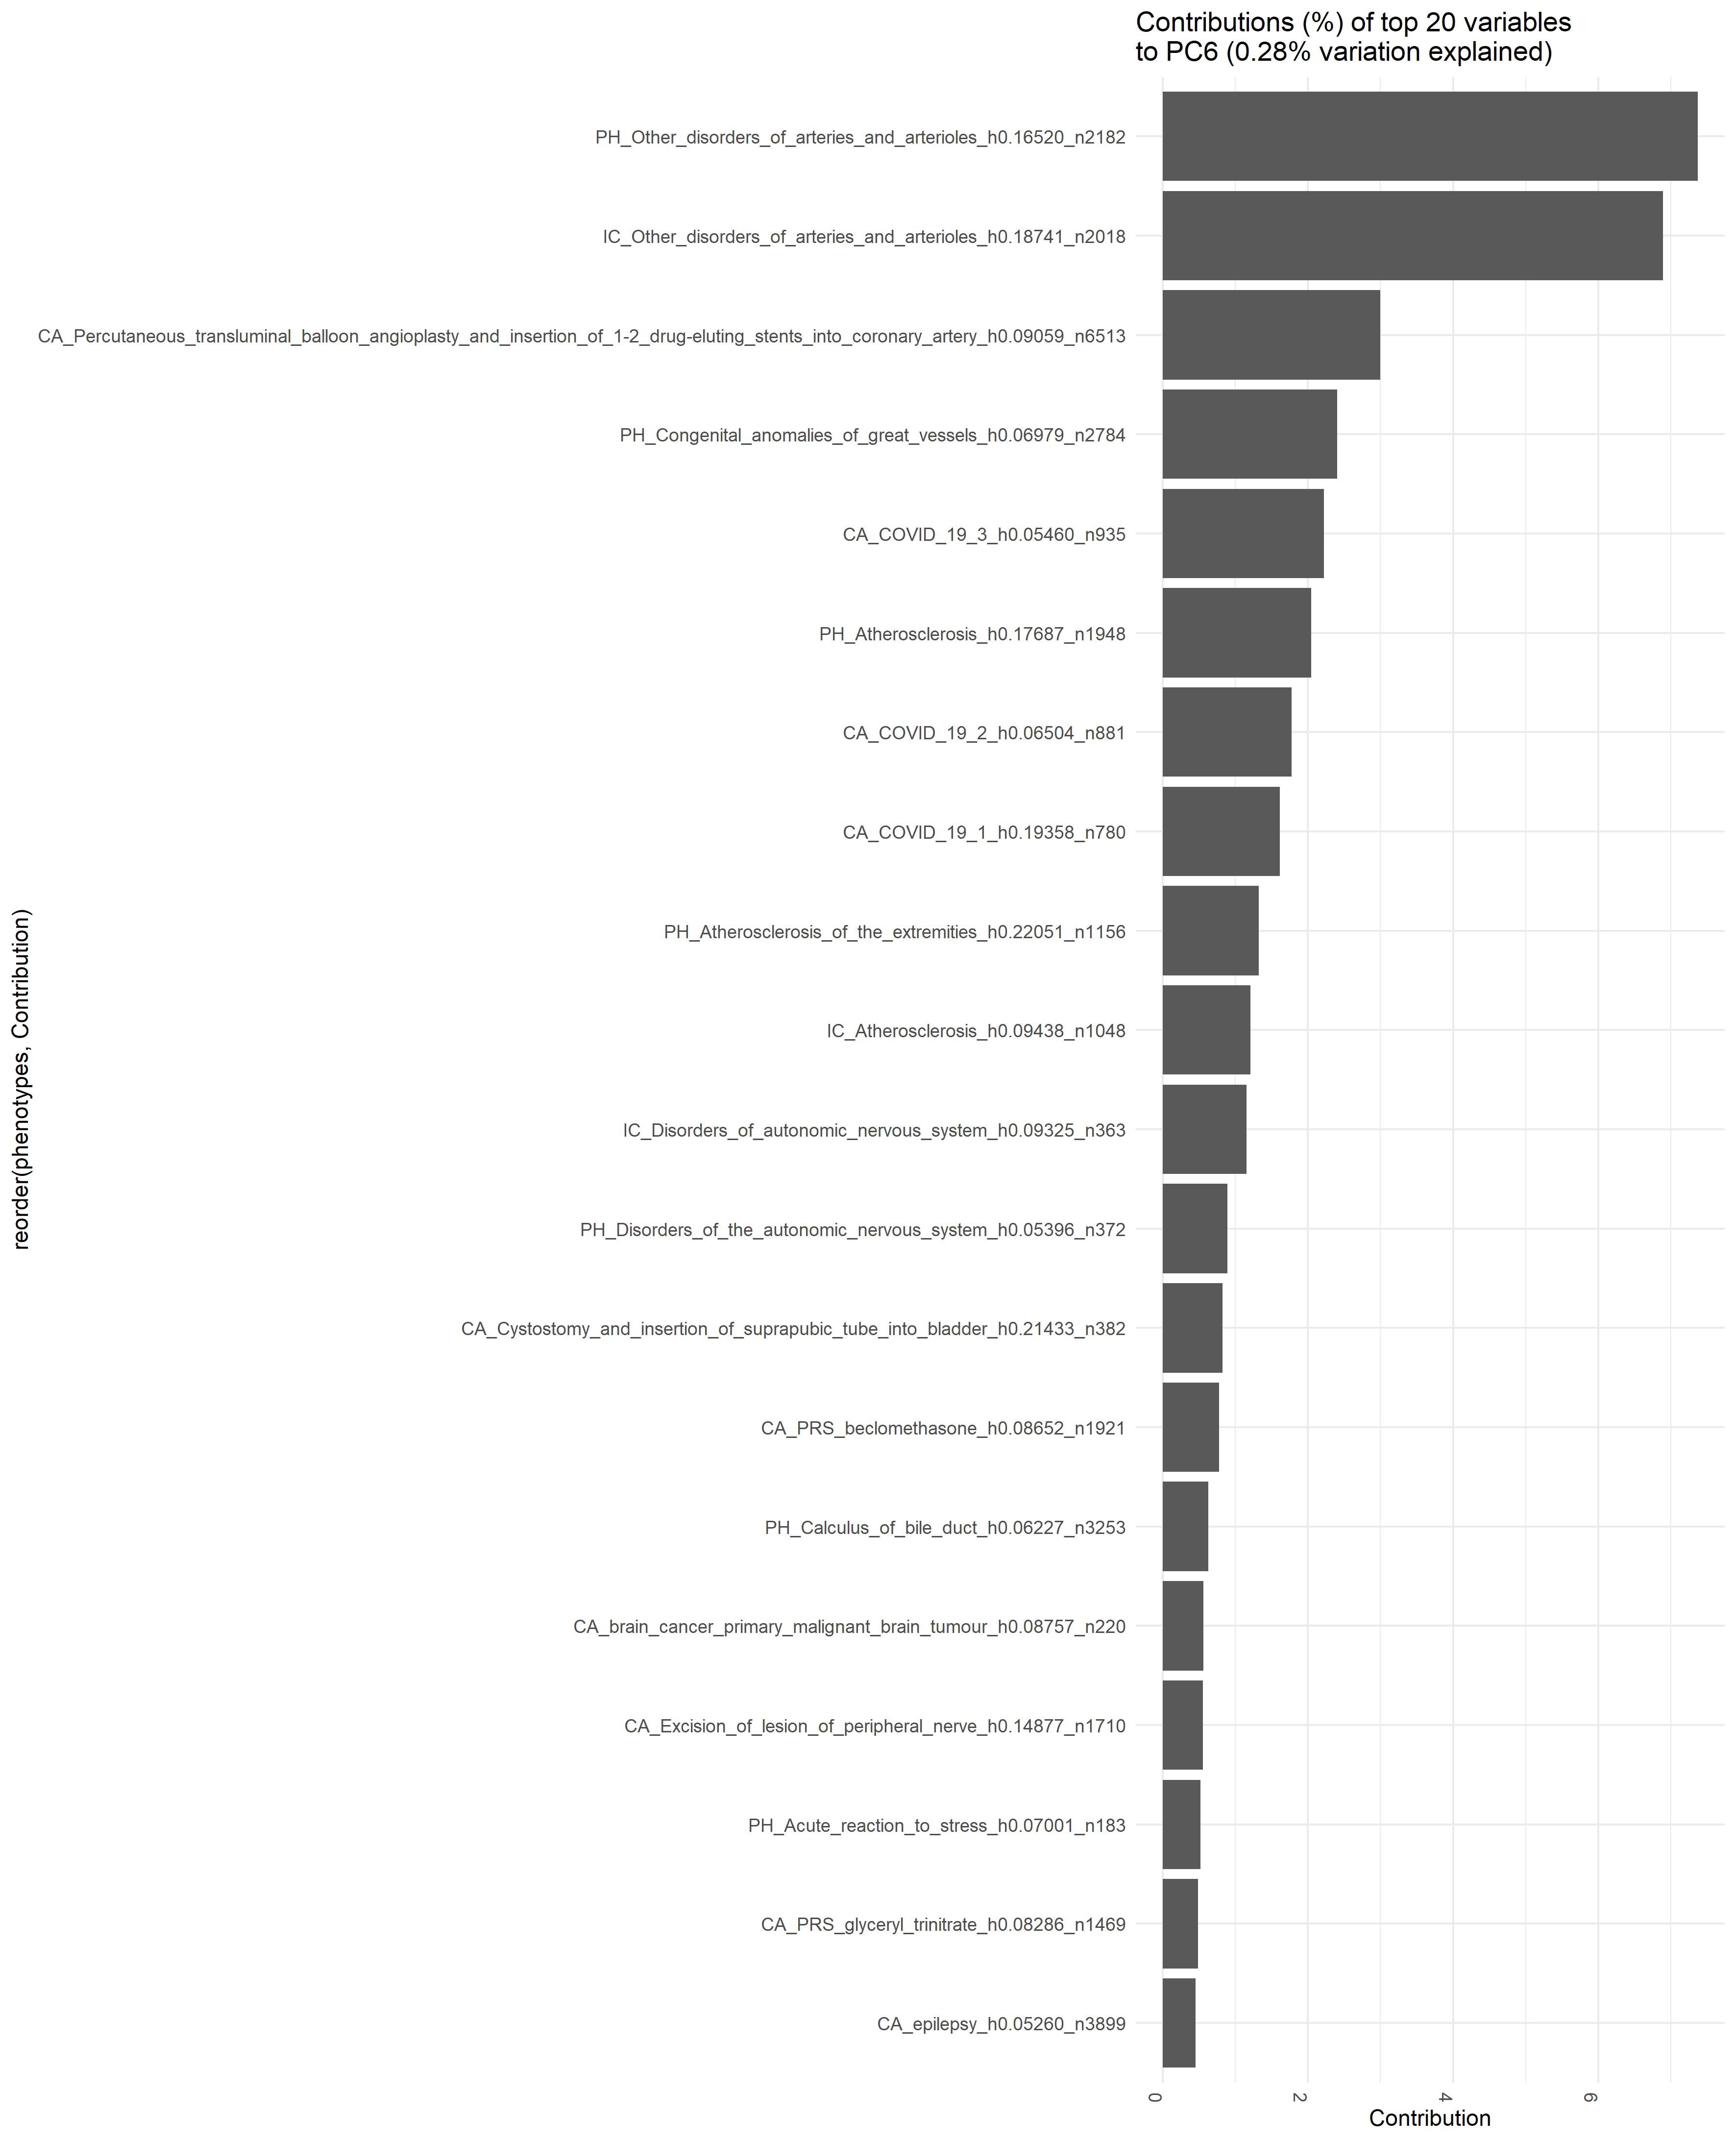 Contributions (%) of top 20 variables
to PC6 (0.28% variation explained)
reorder(phenotypes, Contribution)
PH_Other_disorders_of_arteries_and_arterioles_h0.16520_n2182
IC_Other_disorders_of_arteries_and_arterioles_h0.18741_n2018
CA_Percutaneous_transluminal_balloon_angioplasty_and_insertion_of_1-2_drug-eluting_stents_into_coronary_artery_h0.09059_n6513
PH_Congenital_anomalies_of_great_vessels_h0.06979_n2784
CA_COVID_19_3_h0.05460_n935
PH_Atherosclerosis_h0.17687_n1948
CA_COVID_19_2_h0.06504_n881
CA_COVID_19_1_h0.19358_n780
PH_Atherosclerosis_of_the_extremities_h0.22051_n1156
IC_Atherosclerosis_h0.09438_n1048
IC_Disorders_of_autonomic_nervous_system_h0.09325_n363
PH_Disorders_of_the_autonomic_nervous_system_h0.05396_n372
CA_Cystostomy_and_insertion_of_suprapubic_tube_into_bladder_h0.21433_n382
CA_PRS_beclomethasone_h0.08652_n1921
PH_Calculus_of_bile_duct_h0.06227_n3253
CA_brain_cancer_primary_malignant_brain_tumour_h0.08757_n220
CA_Excision_of_lesion_of_peripheral_nerve_h0.14877_n1710
PH_Acute_reaction_to_stress_h0.07001_n183
CA_PRS_glyceryl_trinitrate_h0.08286_n1469
CA_epilepsy_h0.05260_n3899
0 2 4 6
Contribution